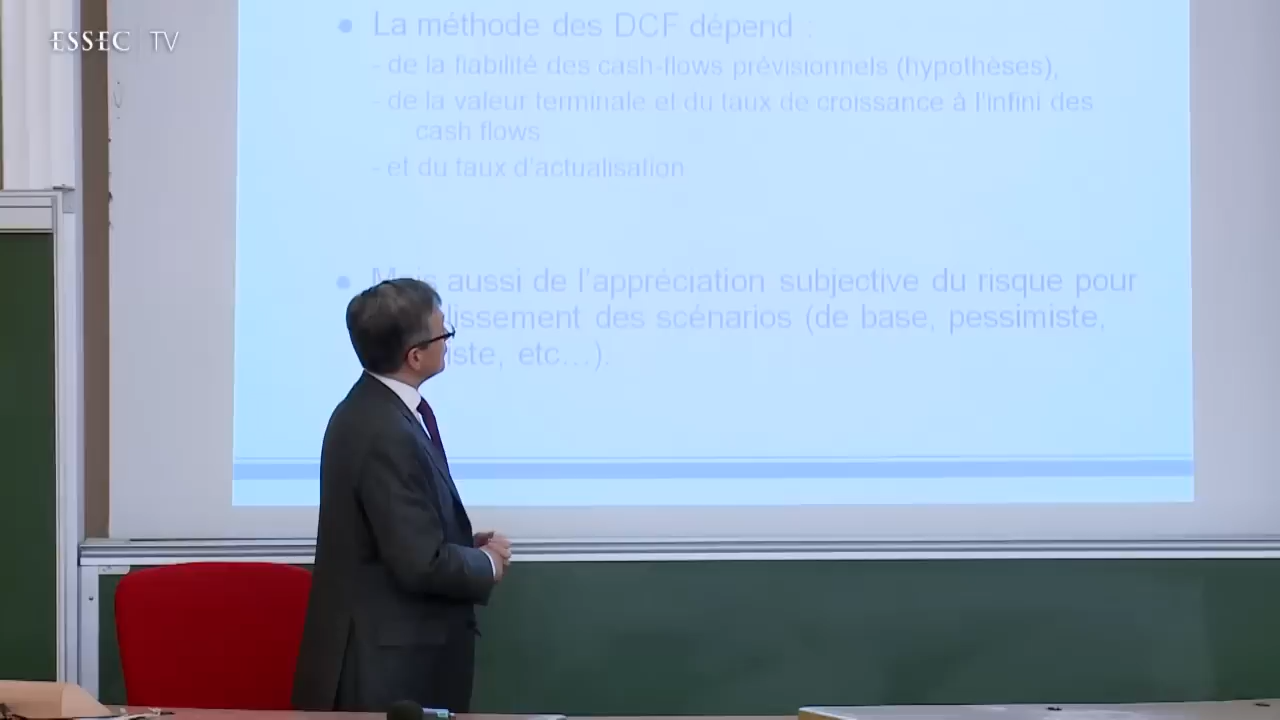 ESSEC TV
La méthode des DCF dépend :
- de la fiabilité des cash-flows prévisionnels (hypothèses),
- de la valeur terminale et du taux de croissance à l'infini des
cash flows
- et du taux d'actualisation
Mais aussi de l'appréciation subjective du risque pour
lissement des scénarios (de base, pessimiste,
iste, etc...).